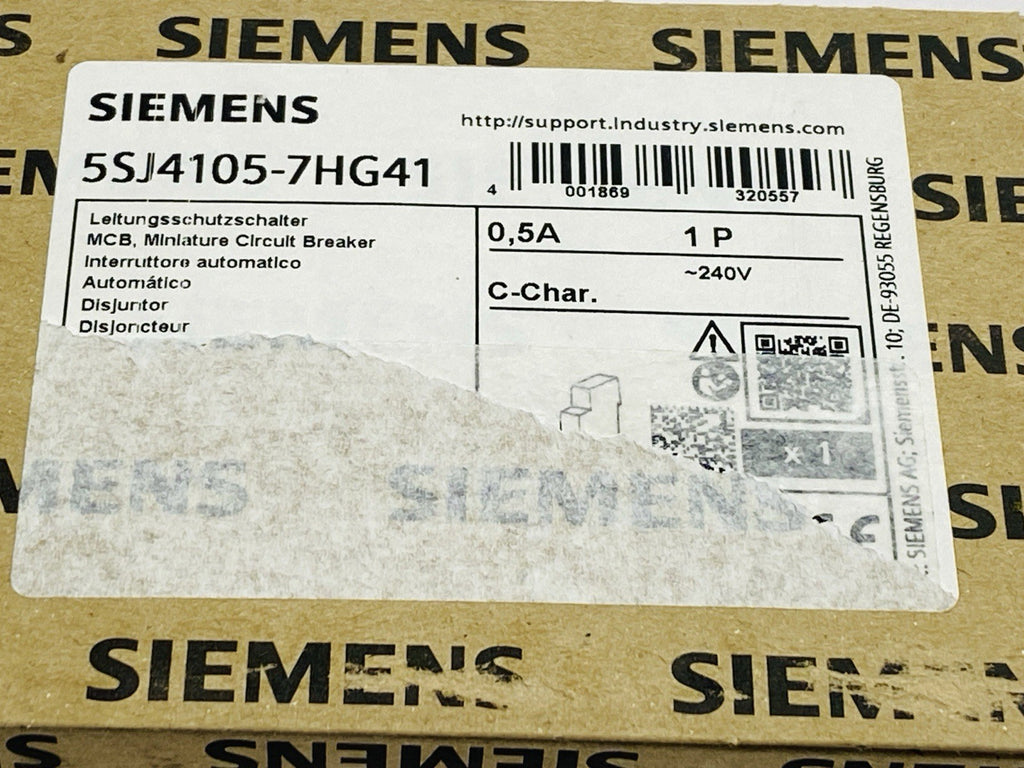 SIEMENS
SIEMENS
SIEMENS
http://support.industry.siemens.com
5SJ4105-7HG41
4 001869 320557
Leitungsschutzschalter
MCB, Miniature Circuit Breaker
Interruttore automatico
Automático
Disjuntor
Disjoncteur
0,5A 1 P
~240V
C-Char.
x 1
SIEMENS AG; Siemensstr. 10; DE-93055 REGENSBURG
MENS
SIEMENS
SIEMENS
SIEMENS
SIEMENS